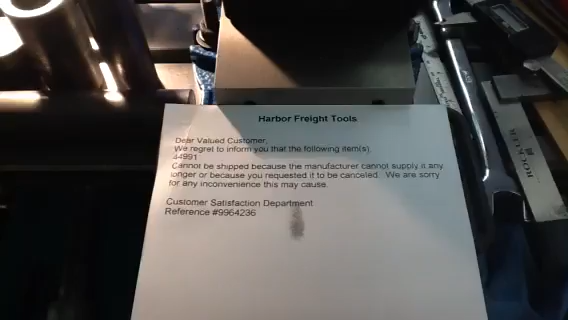 Harbor Freight Tools
Dear Valued Customer,
We regret to inform you that the following item(s),
44991
Cannot be shipped because the manufacturer cannot supply it any
longer or because you requested it to be canceled. We are sorry
for any inconvenience this may cause.
Customer Satisfaction Department
Reference #9964236
ROCKLER